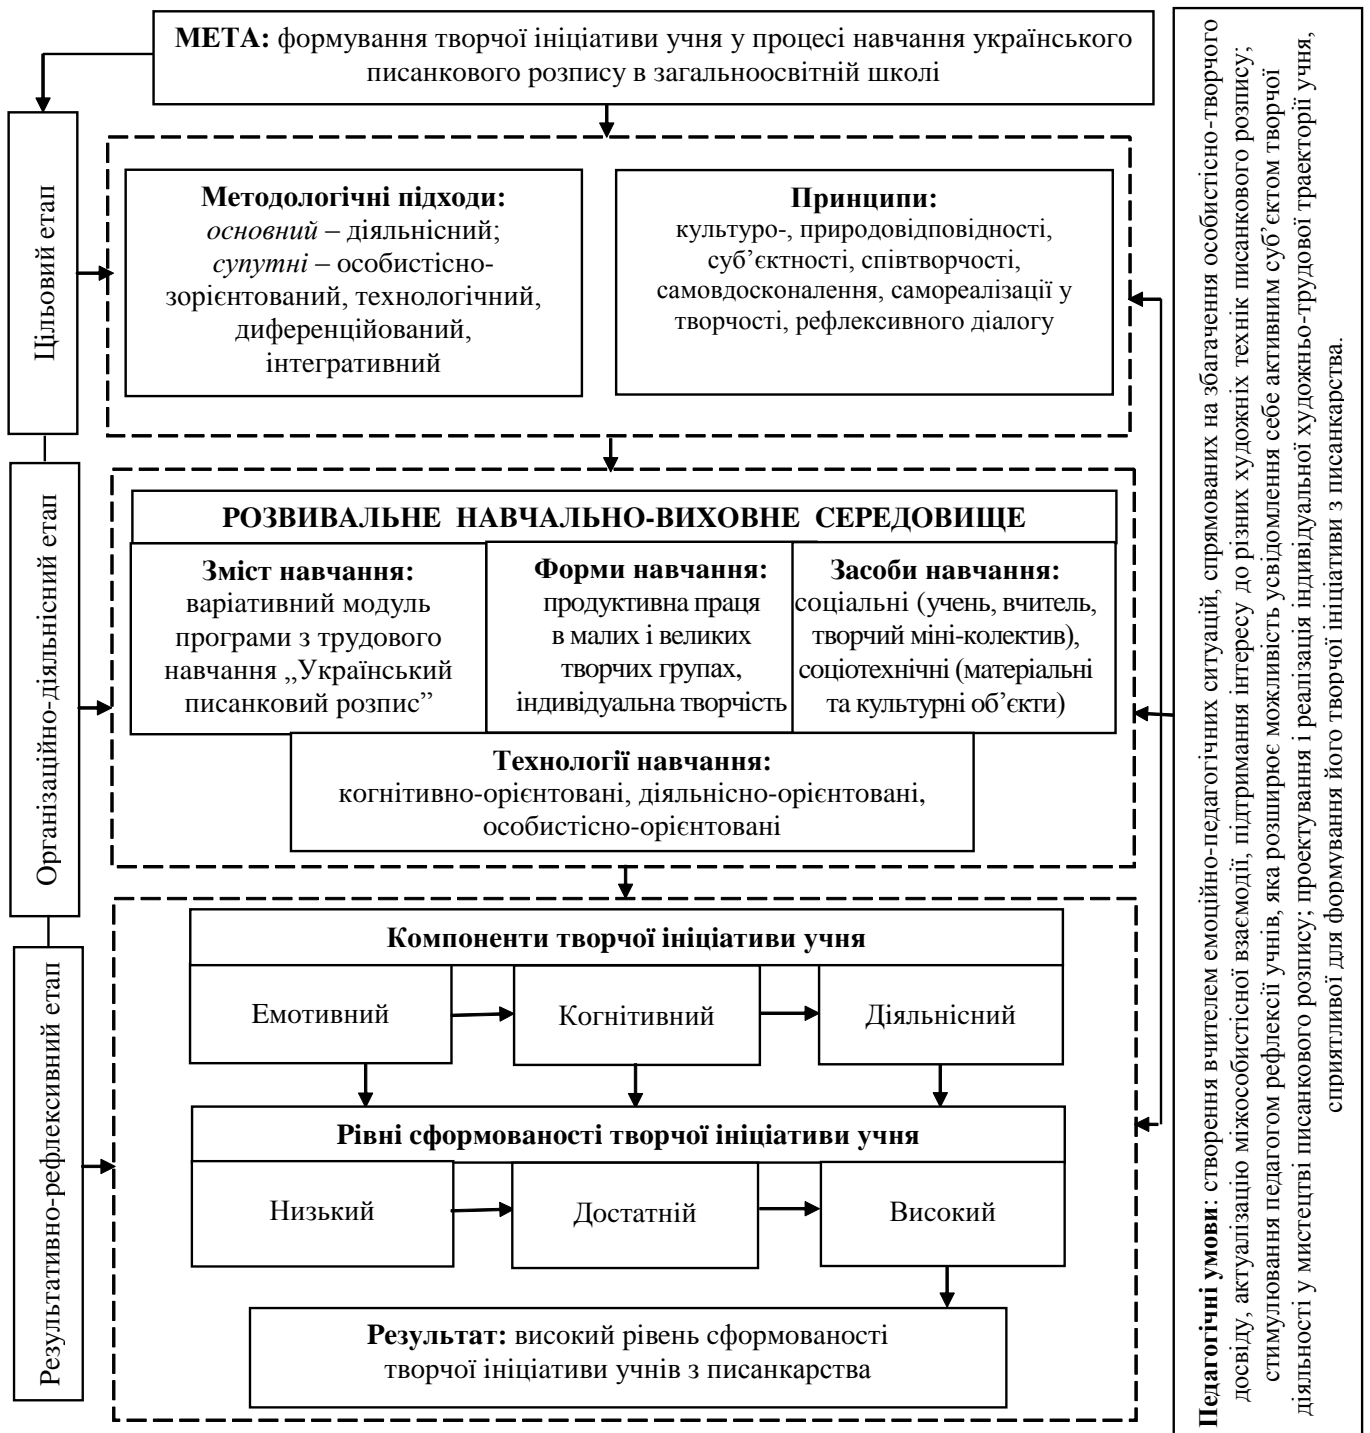 МЕТА: формування творчої ініціативи учня у процесі навчання українського
писанкового розпису в загальноосвітній школі
Цільовий етап
Методологічні підходи:
основний – діяльнісний;
супутні – особистісно-
зорієнтований, технологічний,
диференційований,
інтегративний
Принципи:
культуро-, природовідповідності,
суб’єктності, співтворчості,
самовдосконалення, самореалізації у
творчості, рефлексивного діалогу
Організаційно-діяльнісний етап
РОЗВИВАЛЬНЕ НАВЧАЛЬНО-ВИХОВНЕ СЕРЕДОВИЩЕ
Зміст навчання:
варіативний модуль
програми з трудового
навчання „Український
писанковий розпис”
Форми навчання:
продуктивна праця
в малих і великих
творчих групах,
індивідуальна творчість
Засоби навчання:
соціальні (учень, вчитель,
творчий міні-колектив),
соціотехнічні (матеріальні
та культурні об’єкти)
Технології навчання:
когнітивно-орієнтовані, діяльнісно-орієнтовані,
особистісно-орієнтовані
Результативно-рефлексивний етап
Компоненти творчої ініціативи учня
Емотивний
Когнітивний
Діяльнісний
Рівні сформованості творчої ініціативи учня
Низький
Достатній
Високий
Результат: високий рівень сформованості
творчої ініціативи учнів з писанкарства
Педагогічні умови: створення вчителем емоційно-педагогічних ситуацій, спрямованих на збагачення особистісно-творчого
досвіду, актуалізацію міжособистісної взаємодії, підтримання інтересу до різних художніх технік писанкового розпису;
стимулювання педагогом рефлексії учнів, яка розширює можливість усвідомлення себе активним суб’єктом творчої
діяльності у мистецтві писанкового розпису; проектування і реалізація індивідуальної художньо-трудової траекторії учня,
сприятливої для формування його творчої ініціативи з писанкарства.